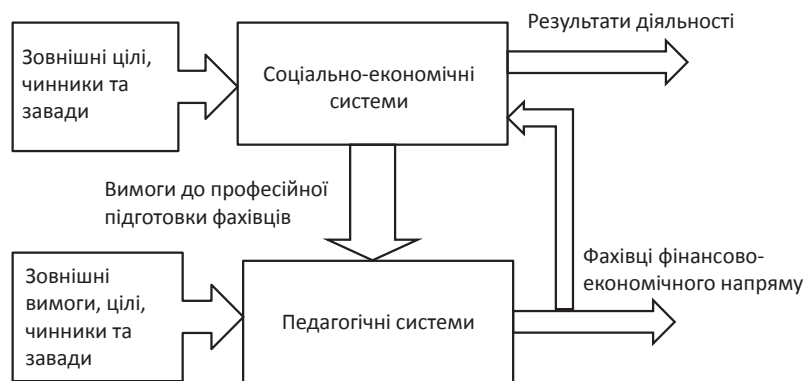 Результати діяльності
Зовнішні цілі,
чинники та
завади
Соціально-економічні
системи
Вимоги до професійної
підготовки фахівців
Фахівці фінансово-
економічного напряму
Зовнішні
вимоги, цілі,
чинники та
завади
Педагогічні системи